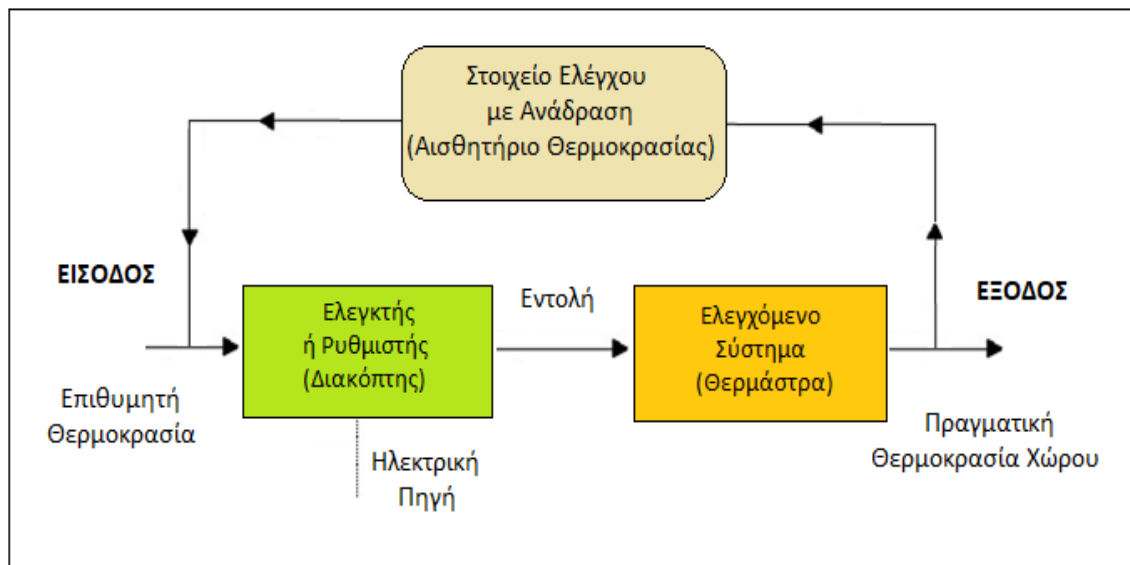 Στοιχείο Ελέγχου
με Ανάδραση
(Αισθητήριο Θερμοκρασίας)
ΕΙΣΟΔΟΣ
Επιθυμητή
Θερμοκρασία
Ελεγκτής
ή Ρυθμιστής
(Διακόπτης)
Ηλεκτρική
Πηγή
Εντολή
Ελεγχόμενο
Σύστημα
(Θερμάστρα)
ΕΞΟΔΟΣ
Πραγματική
Θερμοκρασία Χώρου